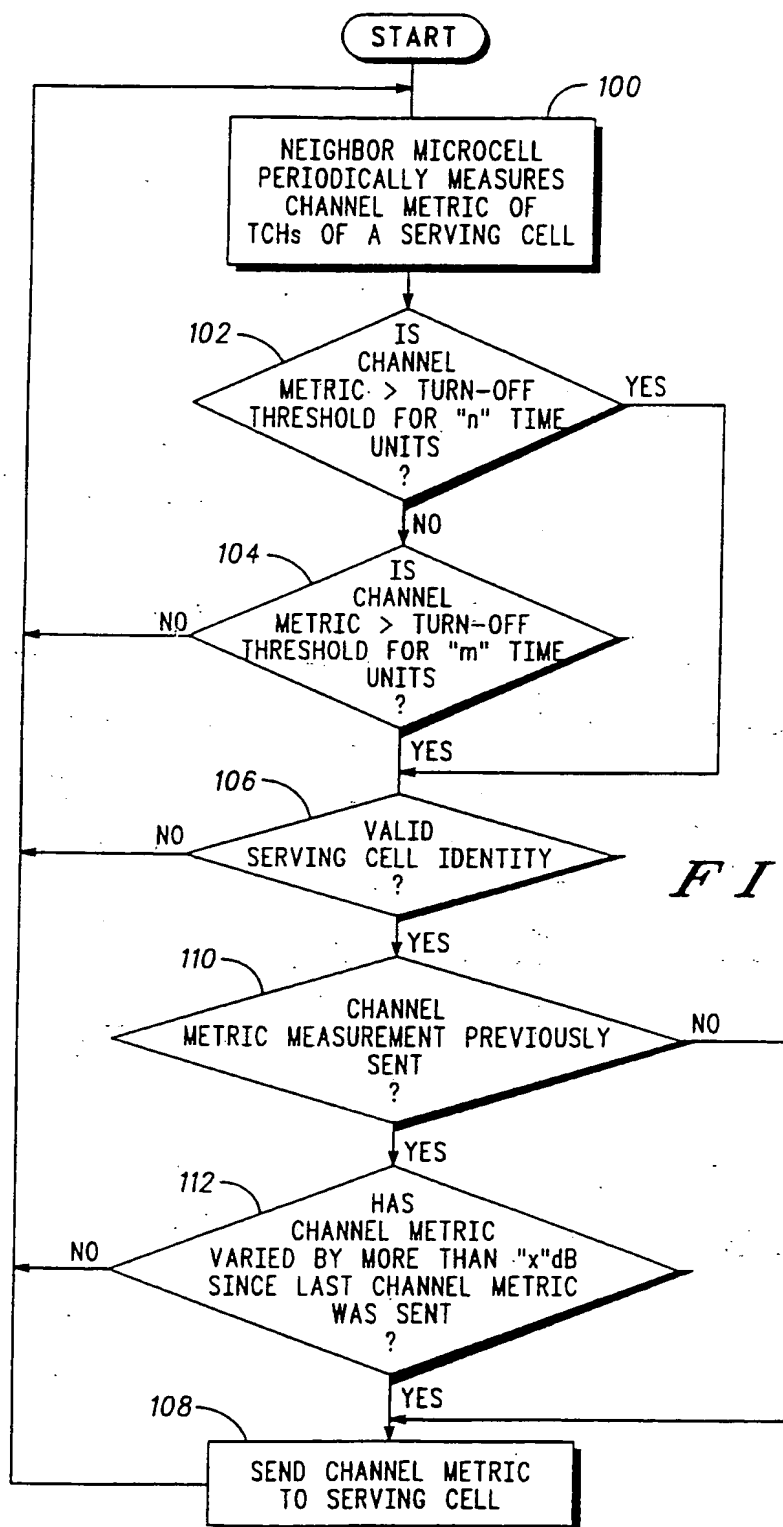 START
100
NEIGHBOR MICROCELL
PERIODICALLY MEASURES
CHANNEL METRIC OF
TCHs OF A SERVING CELL
102
IS
CHANNEL
METRIC > TURN-OFF
THRESHOLD FOR "n" TIME
UNITS
?
YES
NO
104
IS
CHANNEL
METRIC > TURN-OFF
THRESHOLD FOR "m" TIME
UNITS
?
NO
YES
106
VALID
SERVING CELL IDENTITY
?
NO
YES
FI
110
CHANNEL
METRIC MEASUREMENT PREVIOUSLY
SENT
?
NO
YES
112
HAS
CHANNEL METRIC
VARIED BY MORE THAN "x"dB
SINCE LAST CHANNEL METRIC
WAS SENT
?
NO
YES
108
SEND CHANNEL METRIC
TO SERVING CELL